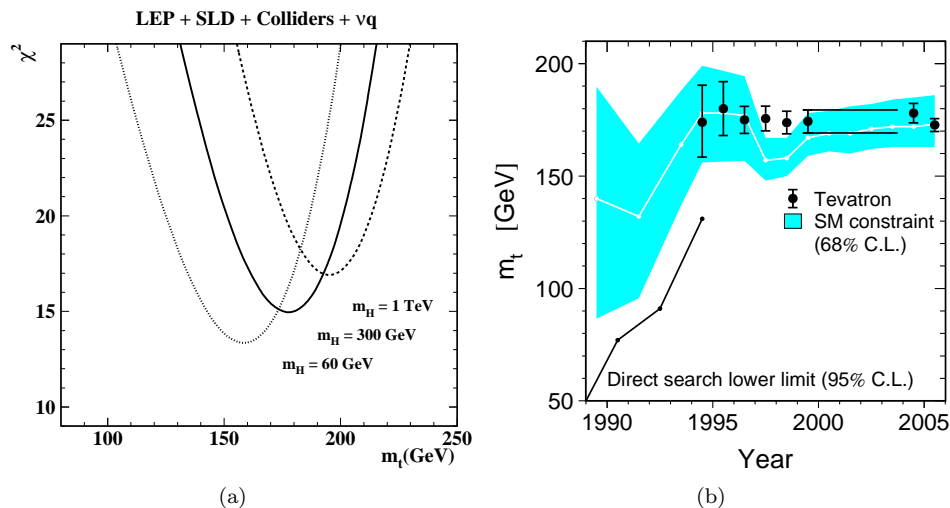 LEP + SLD + Colliders + νq
χ²
25
20
15
10
m_H = 1 TeV
m_H = 300 GeV
m_H = 60 GeV
100 150 200 250
m_t(GeV)
(a)
200
150
100
50
m_t [GeV]
Tevatron
SM constraint
(68% C.L.)
Direct search lower limit (95% C.L.)
1990 1995 2000 2005
Year
(b)